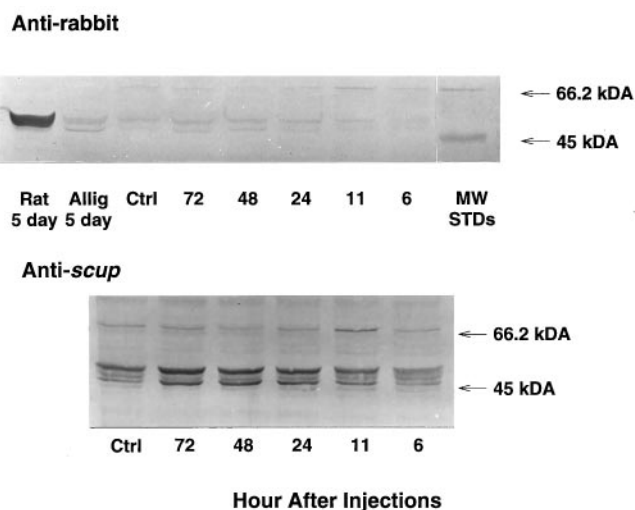 Anti-rabbit
← 66.2 kDA
← 45 kDA
Rat Allig Ctrl 72 48 24 11 6 MW
5 day 5 day STDs
Anti-scup
← 66.2 kDA
← 45 kDA
Ctrl 72 48 24 11 6
Hour After Injections